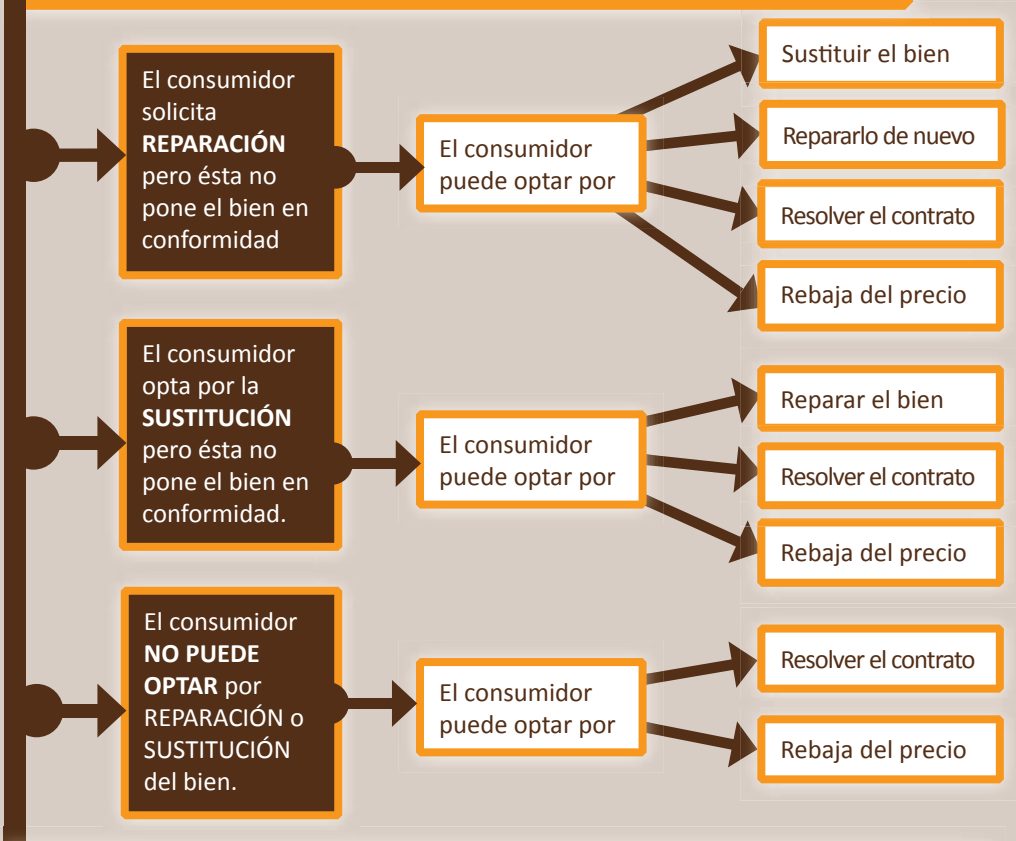 El consumidor
solicita
REPARACIÓN
pero ésta no
pone el bien en
conformidad
El consumidor
puede optar por
Sustituir el bien
Repararlo de nuevo
Resolver el contrato
Rebaja del precio
El consumidor
opta por la
SUSTITUCIÓN
pero ésta no
pone el bien en
conformidad.
El consumidor
puede optar por
Reparar el bien
Resolver el contrato
Rebaja del precio
El consumidor
NO PUEDE
OPTAR por
REPARACIÓN o
SUSTITUCIÓN
del bien.
El consumidor
puede optar por
Resolver el contrato
Rebaja del precio